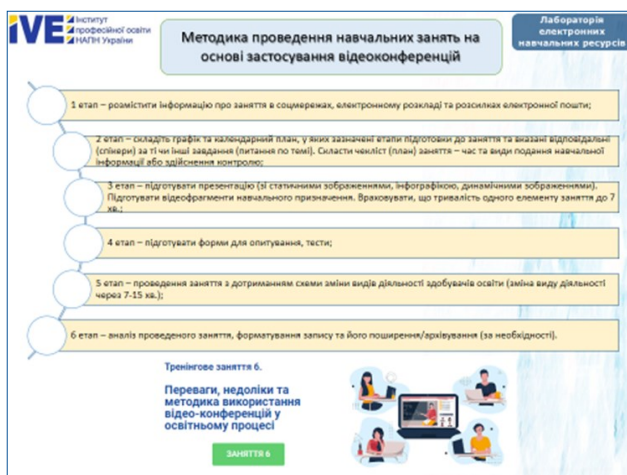 IVE
Інститут
професійної освіти
НАПН України
Методика проведення навчальних занять на
основі застосування відеоконференцій
Лабораторія
електронних
навчальних ресурсів
1 етап – розмістити інформацію про заняття в соцмережах, електронному розкладі та розсилках електронної пошти;
2 етап – складіть графік та календарний план, у яких зазначені етапи підготовки до заняття та вказані відповідальні
(спікери) за ті чи інші завдання (питання по темі). Скласти чекліст (план) заняття – час та види подання навчальної
інформації або здійснення контролю;
3 етап – підготувати презентацію (зі статичними зображеннями, інфографікою, динамічними зображеннями).
Підготувати відеофрагменти навчального призначення. Враховувати, що тривалість одного елементу заняття до 7
хв.;
4 етап – підготувати форми для опитування, тести;
5 етап – проведення заняття з дотриманням схеми зміни видів діяльності здобувачів освіти (зміна виду діяльності
через 7-15 хв.);
6 етап – аналіз проведеного заняття, форматування запису та його поширення/архівування (за необхідності).
Тренінгове заняття 6.
Переваги, недоліки та
методика використання
відео-конференцій у
освітньому процесі
ЗАНЯТТЯ 6